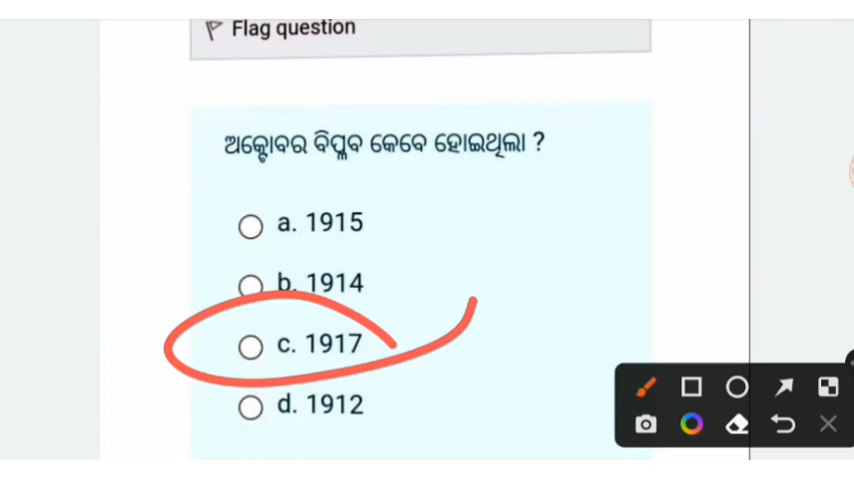 Flag question
ଅକ୍ଟୋବର ବିପ୍ଳବ କେବେ ହୋଇଥିଲା ?
a. 1915
b. 1914
c. 1917
d. 1912